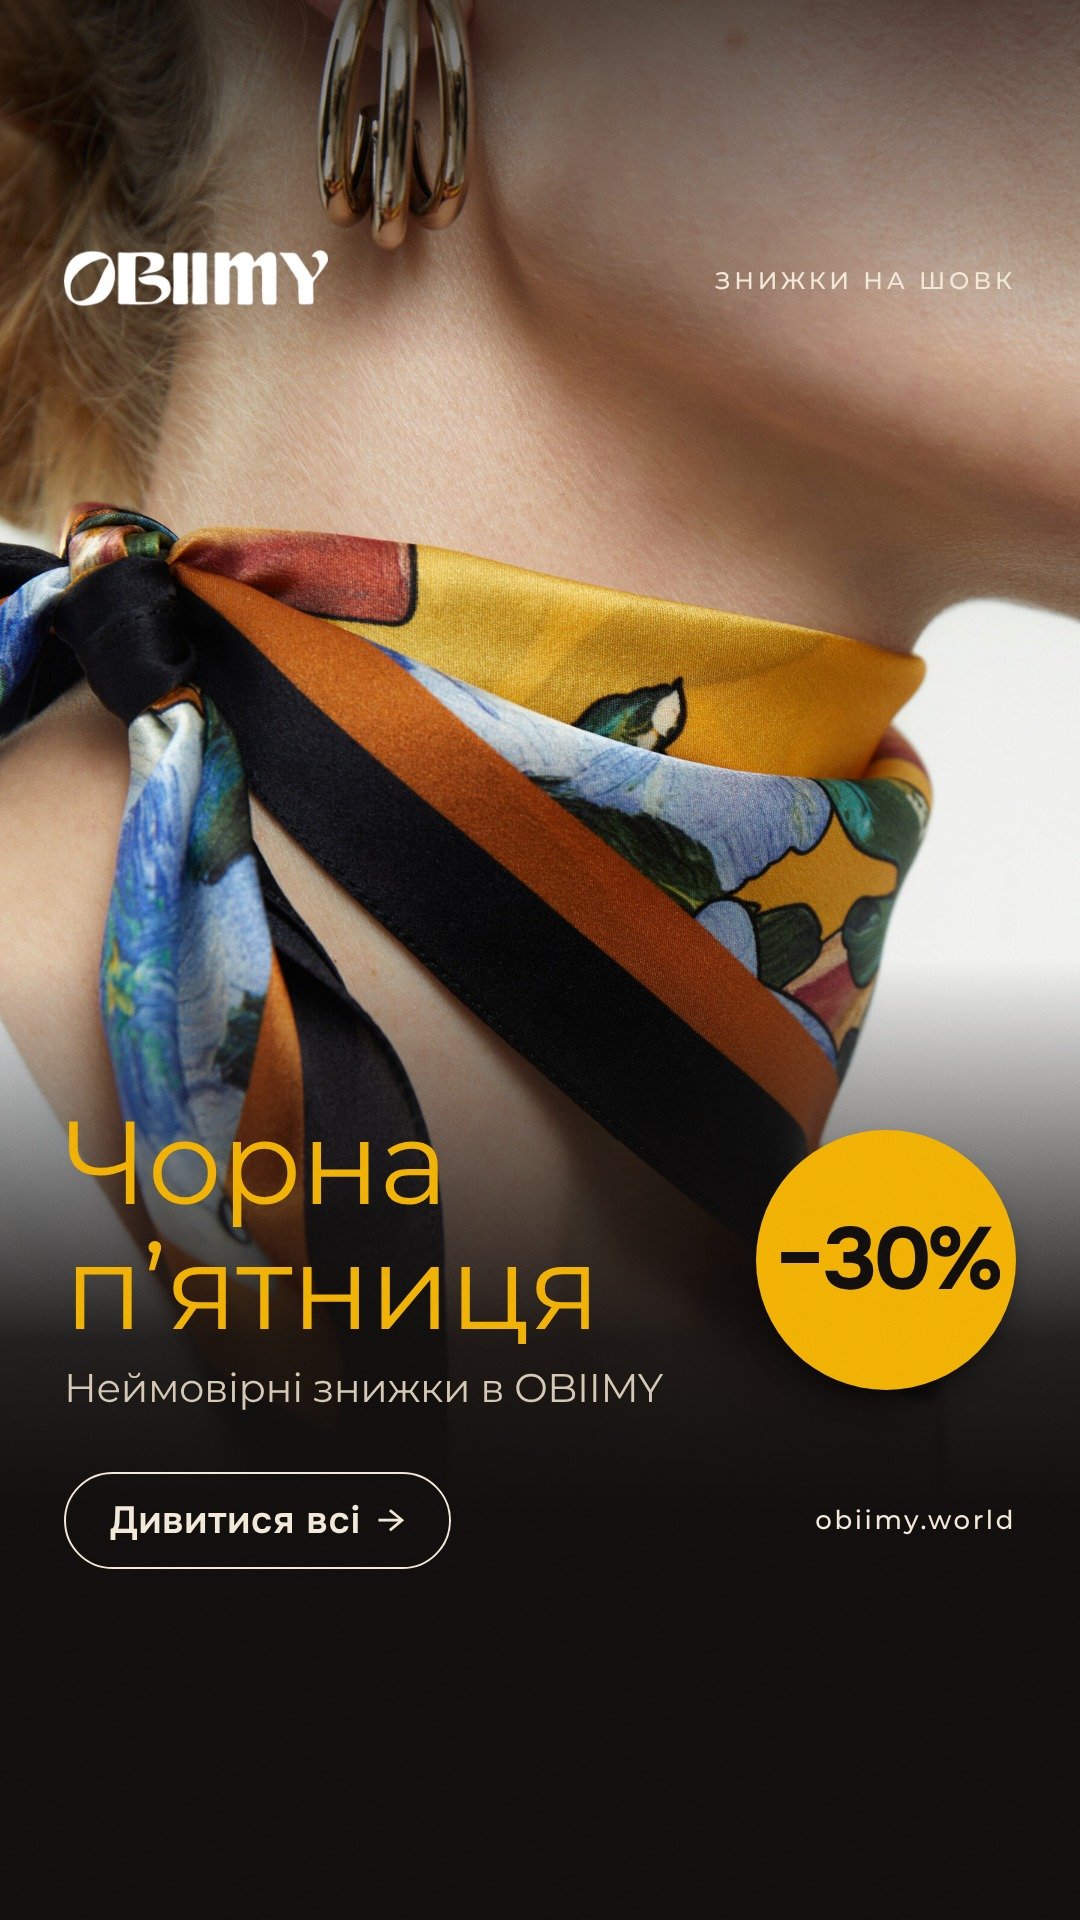 OBIIMY
ЗНИЖКИ НА ШОВК
Чорна
п’ятниця
-30%
Неймовірні знижки в OBIIMY
Дивитися всі →
obiimy.world